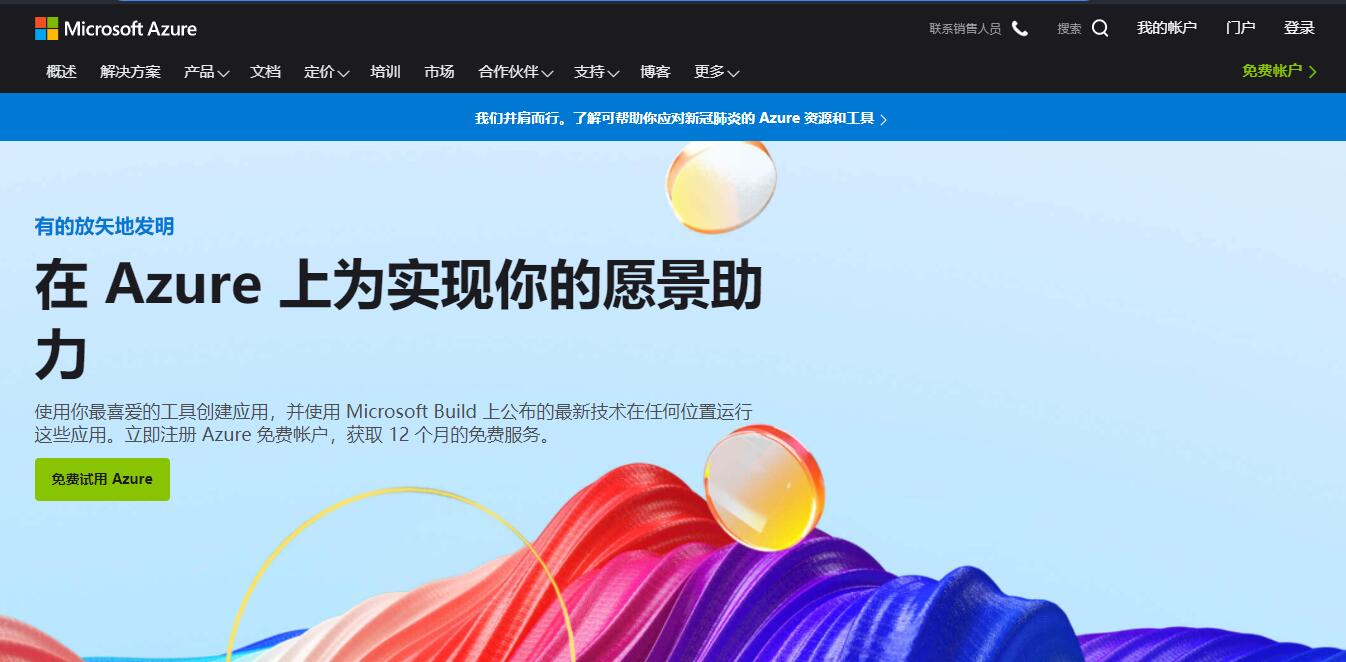 Microsoft Azure
联系销售人员 搜索 我的帐户 门户 登录
概述 解决方案 产品 文档 定价 培训 市场 合作伙伴 支持 博客 更多 免费帐户
我们并肩而行。了解可帮助你应对新冠肺炎的 Azure 资源和工具
有的放矢地发明
在 Azure 上为实现你的愿景助
力
使用你最喜爱的工具创建应用，并使用 Microsoft Build 上公布的最新技术在任何位置运行
这些应用。立即注册 Azure 免费帐户，获取 12 个月的免费服务。
免费试用 Azure